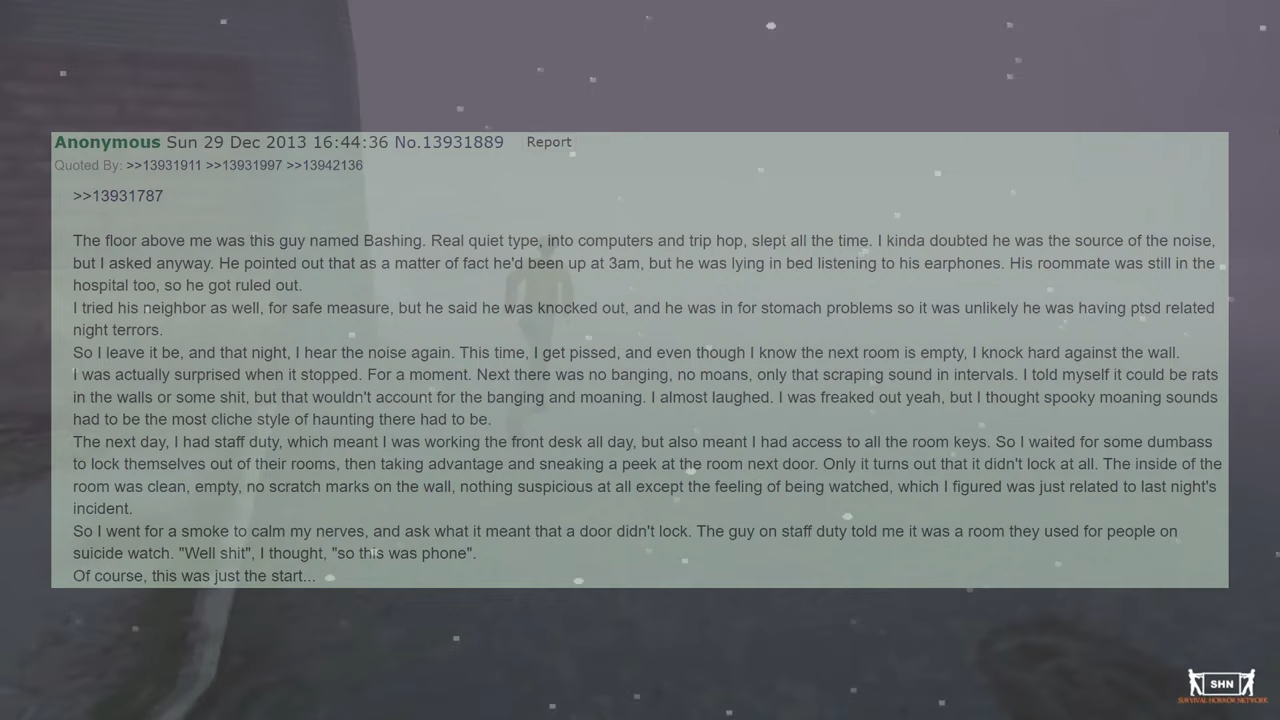 Anonymous Sun 29 Dec 2013 16:44:36 No.13931889 Report
Quoted By: >>13931911 >>13931997 >>13942136
>>13931787
The floor above me was this guy named Bashing. Real quiet type, into computers and trip hop, slept all the time. I kinda doubted he was the source of the noise,
but I asked anyway. He pointed out that as a matter of fact he'd been up at 3am, but he was lying in bed listening to his earphones. His roommate was still in the
hospital too, so he got ruled out.
I tried his neighbor as well, for safe measure, but he said he was knocked out, and he was in for stomach problems so it was unlikely he was having ptsd related
night terrors.
So I leave it be, and that night, I hear the noise again. This time, I get pissed, and even though I know the next room is empty, I knock hard against the wall.
I was actually surprised when it stopped. For a moment. Next there was no banging, no moans, only that scraping sound in intervals. I told myself it could be rats
in the walls or some shit, but that wouldn't account for the banging and moaning. I almost laughed. I was freaked out yeah, but I thought spooky moaning sounds
had to be the most cliche style of haunting there had to be.
The next day, I had staff duty, which meant I was working the front desk all day, but also meant I had access to all the room keys. So I waited for some dumbass
to lock themselves out of their rooms, then taking advantage and sneaking a peek at the room next door. Only it turns out that it didn't lock at all. The inside of the
room was clean, empty, no scratch marks on the wall, nothing suspicious at all except the feeling of being watched, which I figured was just related to last night's
incident.
So I went for a smoke to calm my nerves, and ask what it meant that a door didn't lock. The guy on staff duty told me it was a room they used for people on
suicide watch. "Well shit", I thought, "so this was phone".
Of course, this was just the start...
SHN
SURVIVAL HORROR NETWORK